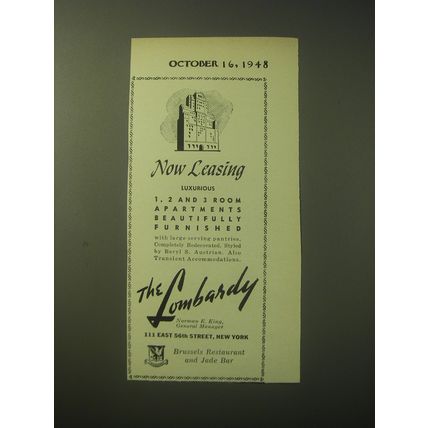 OCTOBER 16, 1948
Now Leasing
LUXURIOUS
1, 2 AND 3 ROOM
APARTMENTS
BEAUTIFULLY
FURNISHED
with large serving pantries.
Completely Redecorated. Styled
by Beryl S. Austrian. Also
Transient Accommodations.
The Lombardy
Norman R. King,
General Manager
111 EAST 56th STREET, NEW YORK
Brussels Restaurant
and Jade Bar